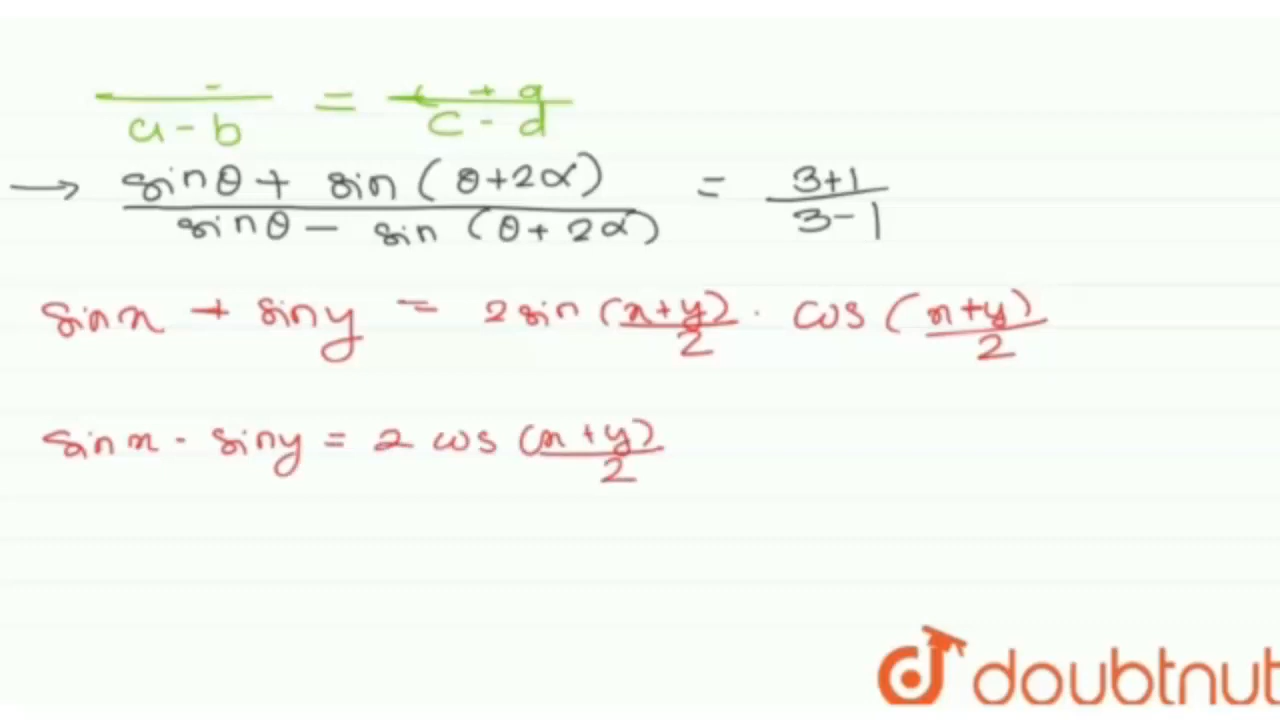 a - b = c + d / c - d
→ sinθ + sin (θ+2α) / sinθ - sin (θ+2α) = 3+1 / 3-1
sin x + sin y = 2 sin (x+y)/2 . cos (x+y)/2
sin x - sin y = 2 cos (x+y)/2
doubtnut